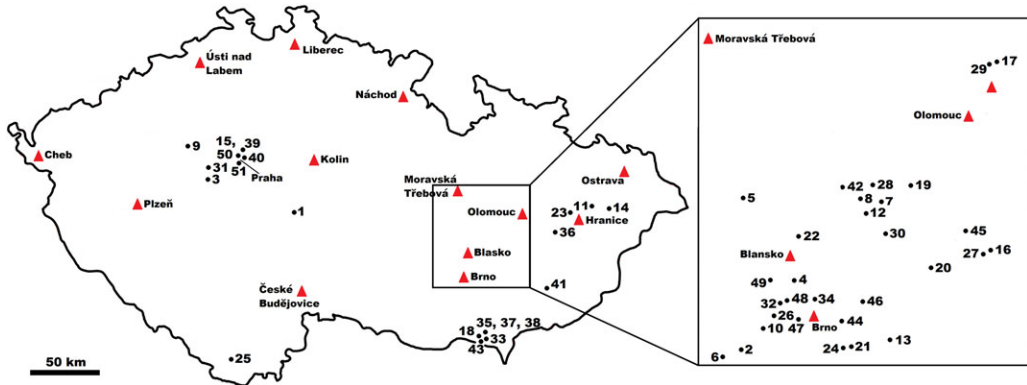 Liberec
Ústi nad
Labem
Náchod
9
15,
39
50
40
51
Praha
31
3
Cheb
Kolin
Plzeň
1
Moravská
Třebová
Ostrava
Olomouc
11
14
23
Hranice
36
Blasko
Brno
41
České
Budějovice
35, 37, 38
18
33
43
25
50 km
Moravská Třebová
29
17
Olomouc
42
28
19
5
8
7
12
22
30
45
27
16
Blansko
20
49
4
32
48
34
46
26
10
47
Brno
44
13
6
2
24
21